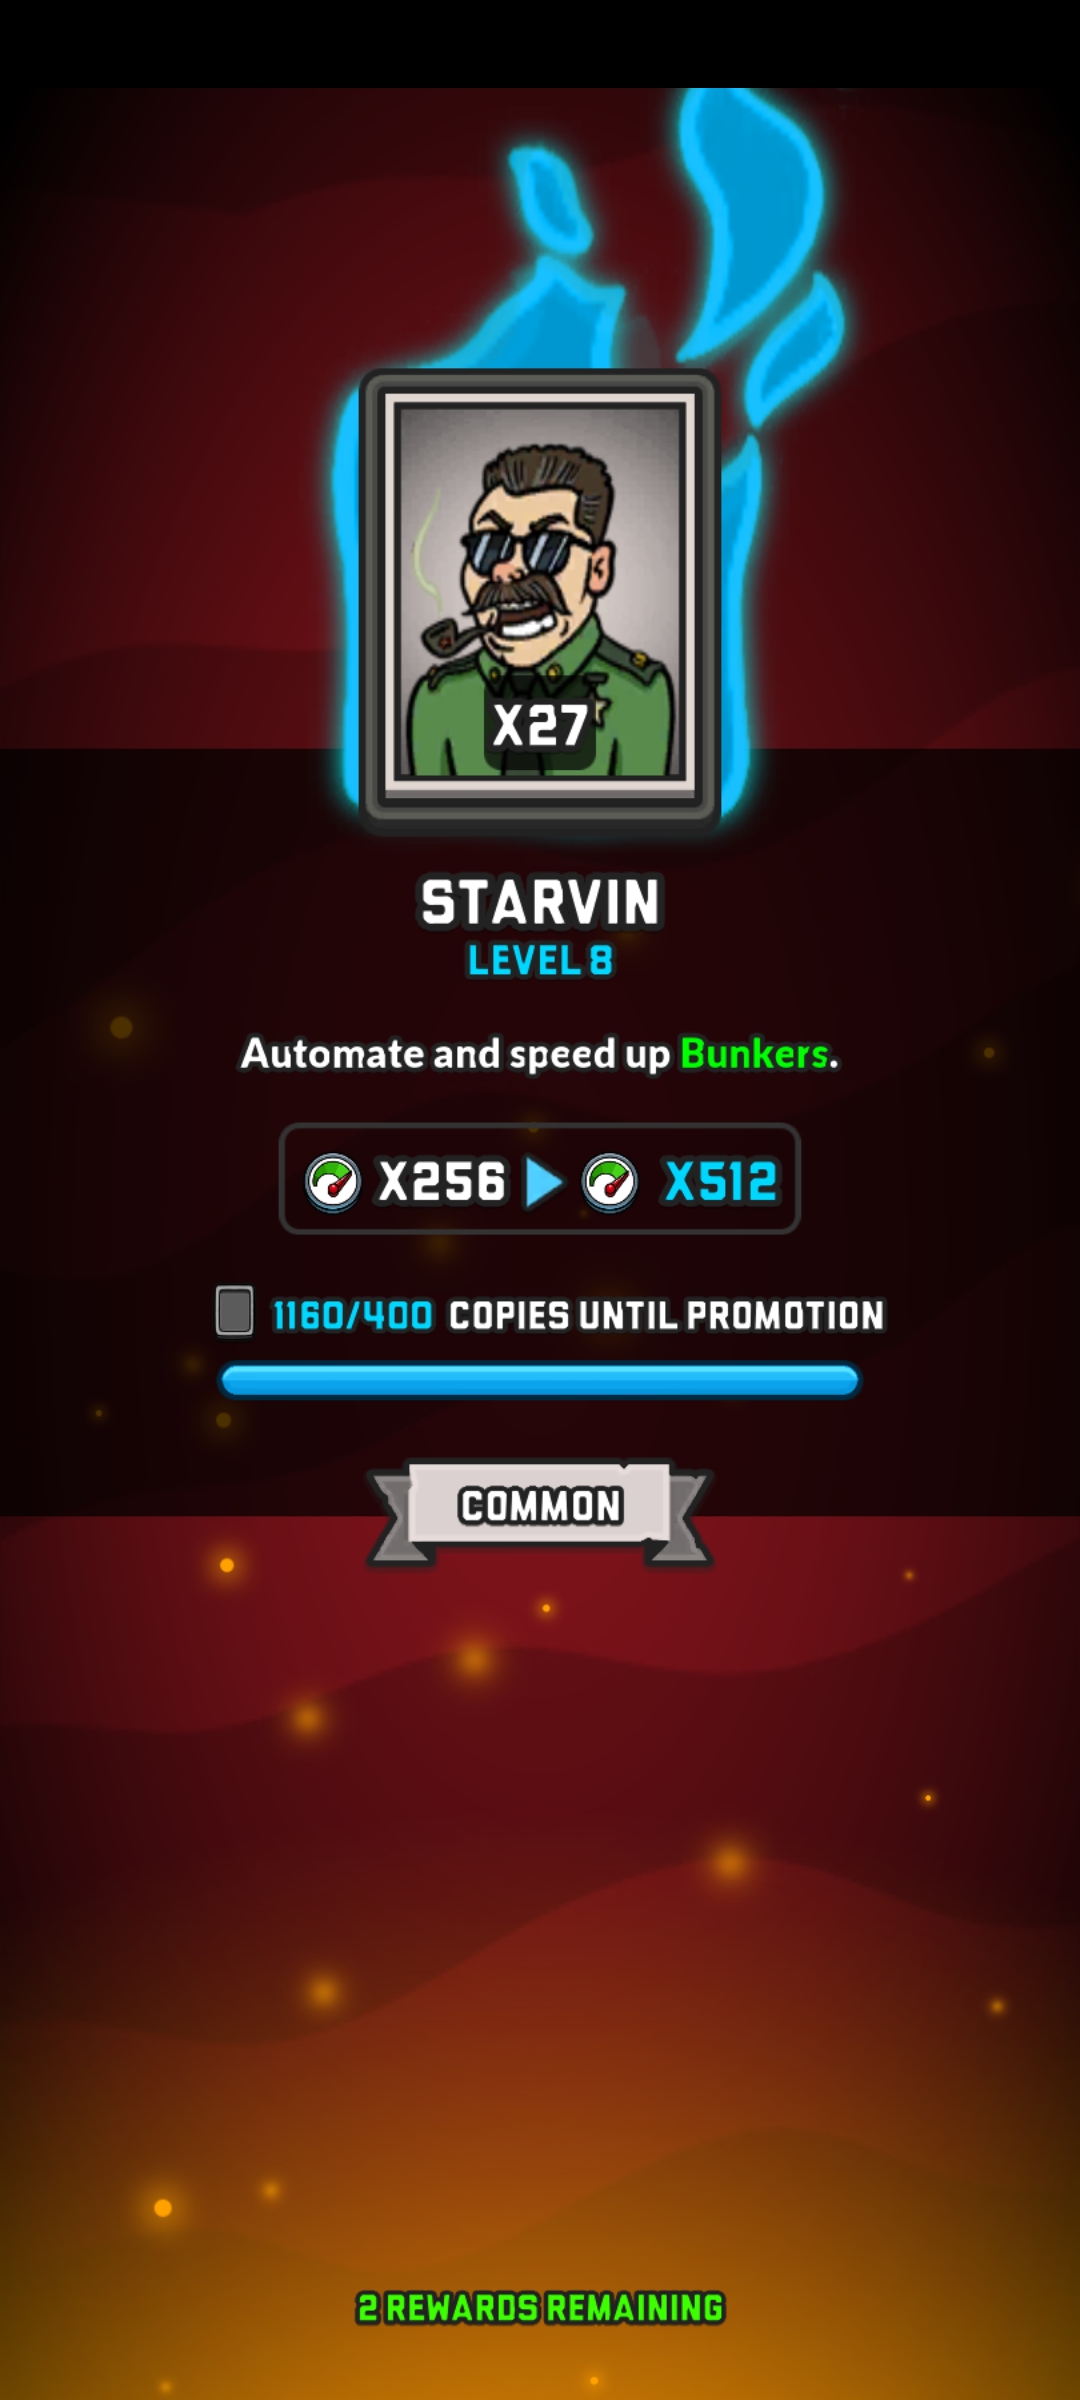 X27
STARVIN
LEVEL 8
Automate and speed up Bunkers.
X256 X512
1160/400 COPIES UNTIL PROMOTION
COMMON
2 REWARDS REMAINING